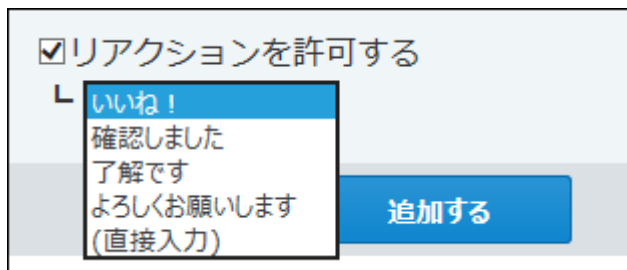 リアクションを許可する
いいね！
確認しました
了解です
よろしくお願いします
(直接入力)
追加する